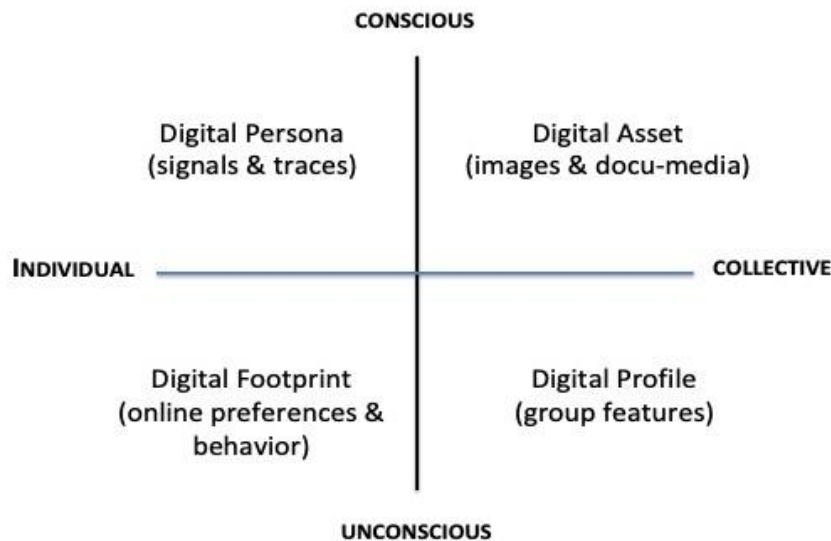 CONSCIOUS
Digital Persona
(signals & traces)
Digital Asset
(images & docu-media)
INDIVIDUAL
COLLECTIVE
Digital Footprint
(online preferences &
behavior)
Digital Profile
(group features)
UNCONSCIOUS